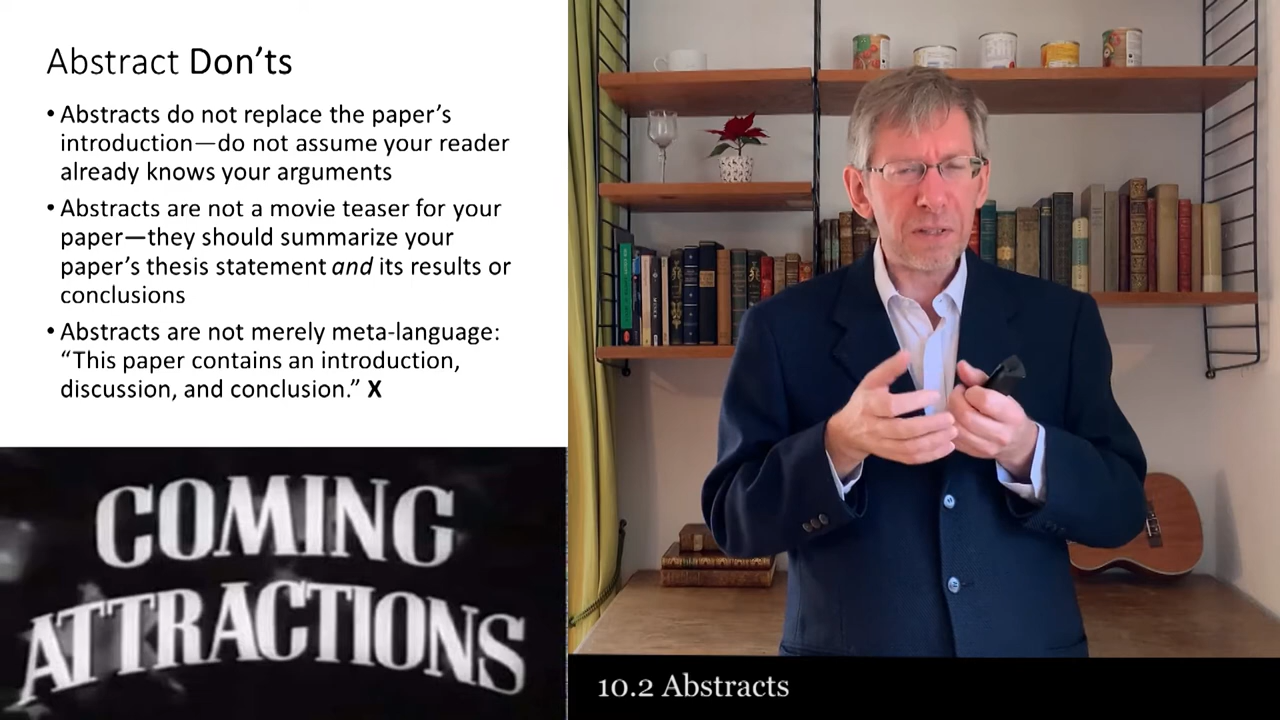 Abstract Don'ts
• Abstracts do not replace the paper's
introduction—do not assume your reader
already knows your arguments
• Abstracts are not a movie teaser for your
paper—they should summarize your
paper's thesis statement and its results or
conclusions
• Abstracts are not merely meta-language:
“This paper contains an introduction,
discussion, and conclusion.” X
COMING
ATTRACTIONS
10.2 Abstracts